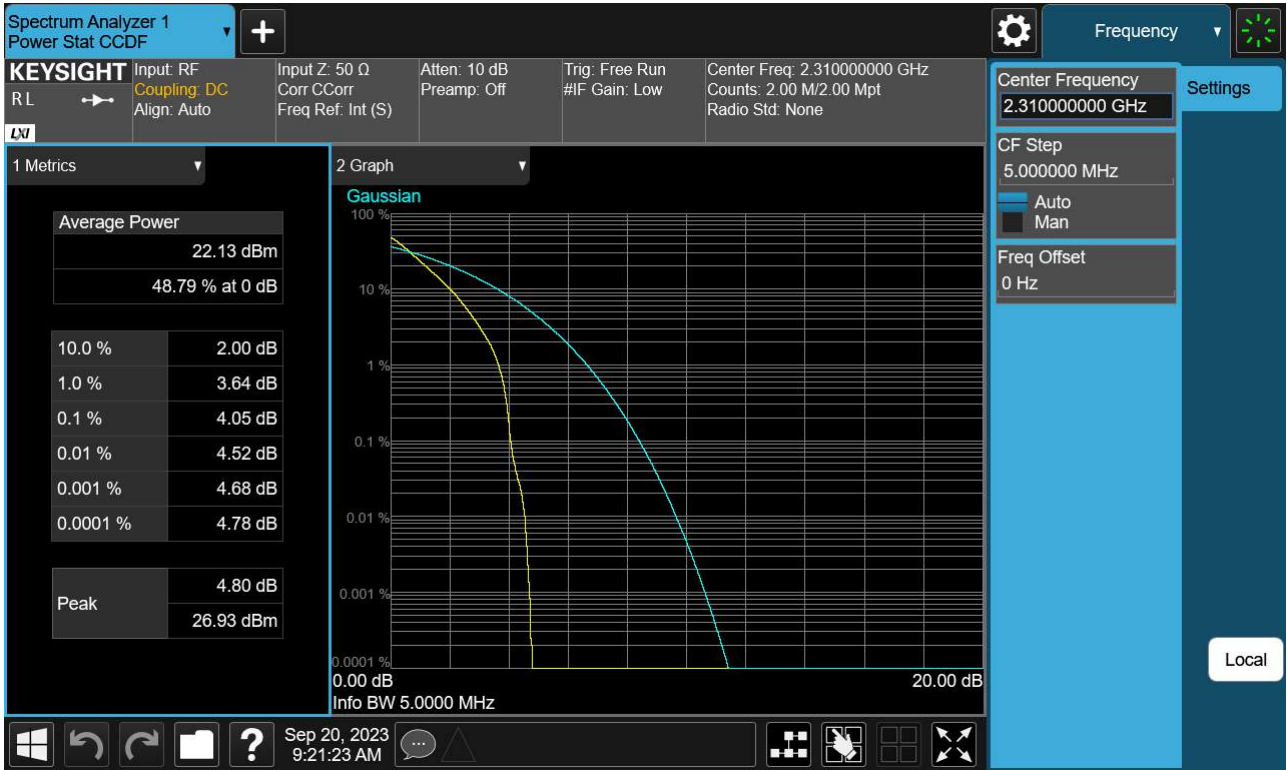 Spectrum Analyzer 1
Power Stat CCDF
Frequency
KEYSIGHT
R L
LXI
Input: RF
Coupling: DC
Align: Auto
Input Z: 50 Ω
Corr CCorr
Freq Ref: Int (S)
Atten: 10 dB
Preamp: Off
Trig: Free Run
#IF Gain: Low
Center Freq: 2.310000000 GHz
Counts: 2.00 M/2.00 Mpt
Radio Std: None
Center Frequency
2.310000000 GHz
Settings
CF Step
5.000000 MHz
Auto
Man
Freq Offset
0 Hz
Local
1 Metrics
Average Power
22.13 dBm
48.79 % at 0 dB
10.0 % 2.00 dB
1.0 % 3.64 dB
0.1 % 4.05 dB
0.01 % 4.52 dB
0.001 % 4.68 dB
0.0001 % 4.78 dB
Peak
4.80 dB
26.93 dBm
2 Graph
Gaussian
100 %
10 %
1 %
0.1 %
0.01 %
0.001 %
0.0001 %
0.00 dB 20.00 dB
Info BW 5.0000 MHz
?
Sep 20, 2023
9:21:23 AM